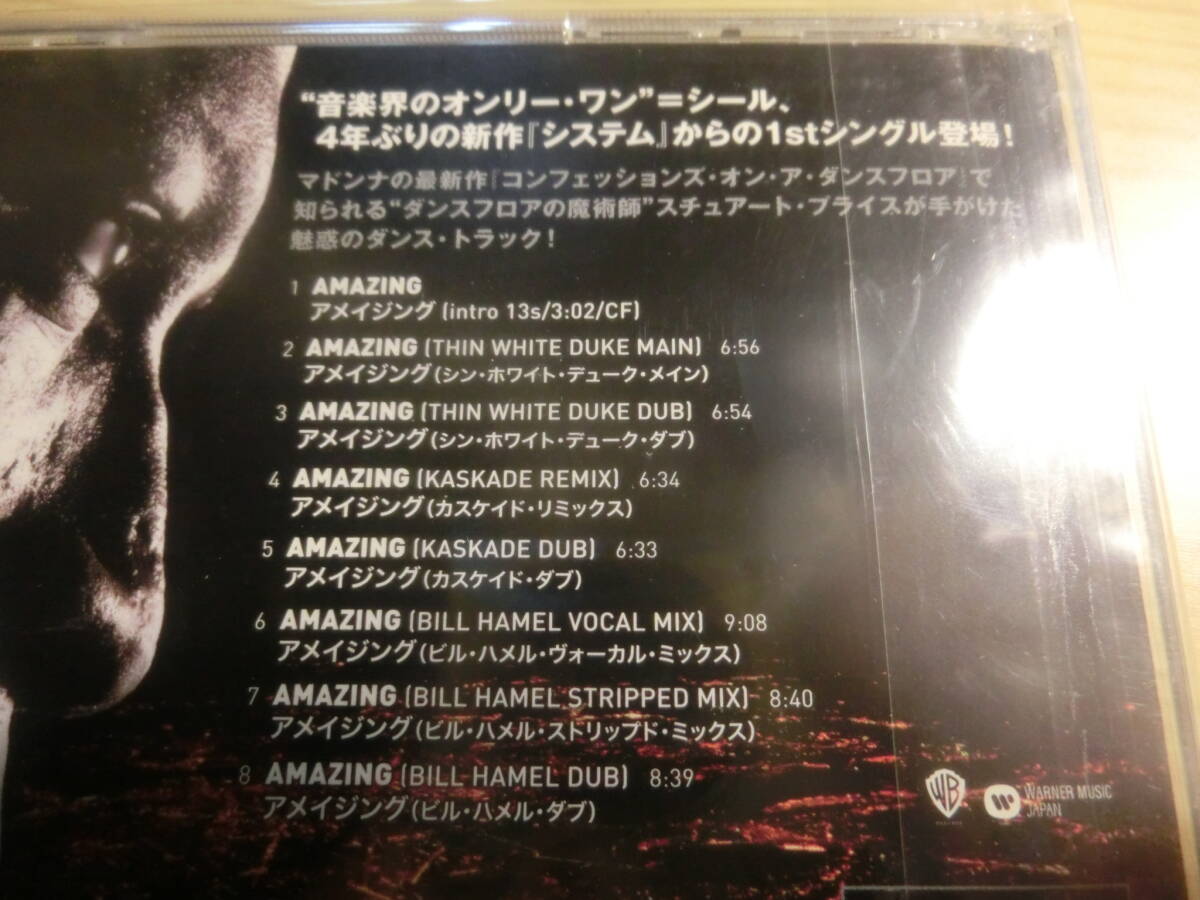 “音楽界のオンリー・ワン”＝シール、
4年ぶりの新作『システム』からの1stシングル登場！
マドンナの最新作『コンフェッションズ・オン・ア・ダンスフロア』で
知られる“ダンスフロアの魔術師”スチュアート・プライスが手がけた
魅惑のダンス・トラック！
1 AMAZING
アメイジング (intro 13s/3:02/CF)
2 AMAZING (THIN WHITE DUKE MAIN) 6:56
アメイジング(シン・ホワイト・デューク・メイン)
3 AMAZING (THIN WHITE DUKE DUB) 6:54
アメイジング(シン・ホワイト・デューク・ダブ)
4 AMAZING (KASKADE REMIX) 6:34
アメイジング(カスケイド・リミックス)
5 AMAZING (KASKADE DUB) 6:33
アメイジング(カスケイド・ダブ)
6 AMAZING (BILL HAMEL VOCAL MIX) 9:08
アメイジング(ビル・ハメル・ヴォーカル・ミックス)
7 AMAZING (BILL HAMEL STRIPPED MIX) 8:40
アメイジング(ビル・ハメル・ストリップド・ミックス)
8 AMAZING (BILL HAMEL DUB) 8:39
アメイジング(ビル・ハメル・ダブ)
WB
WARNER MUSIC
JAPAN